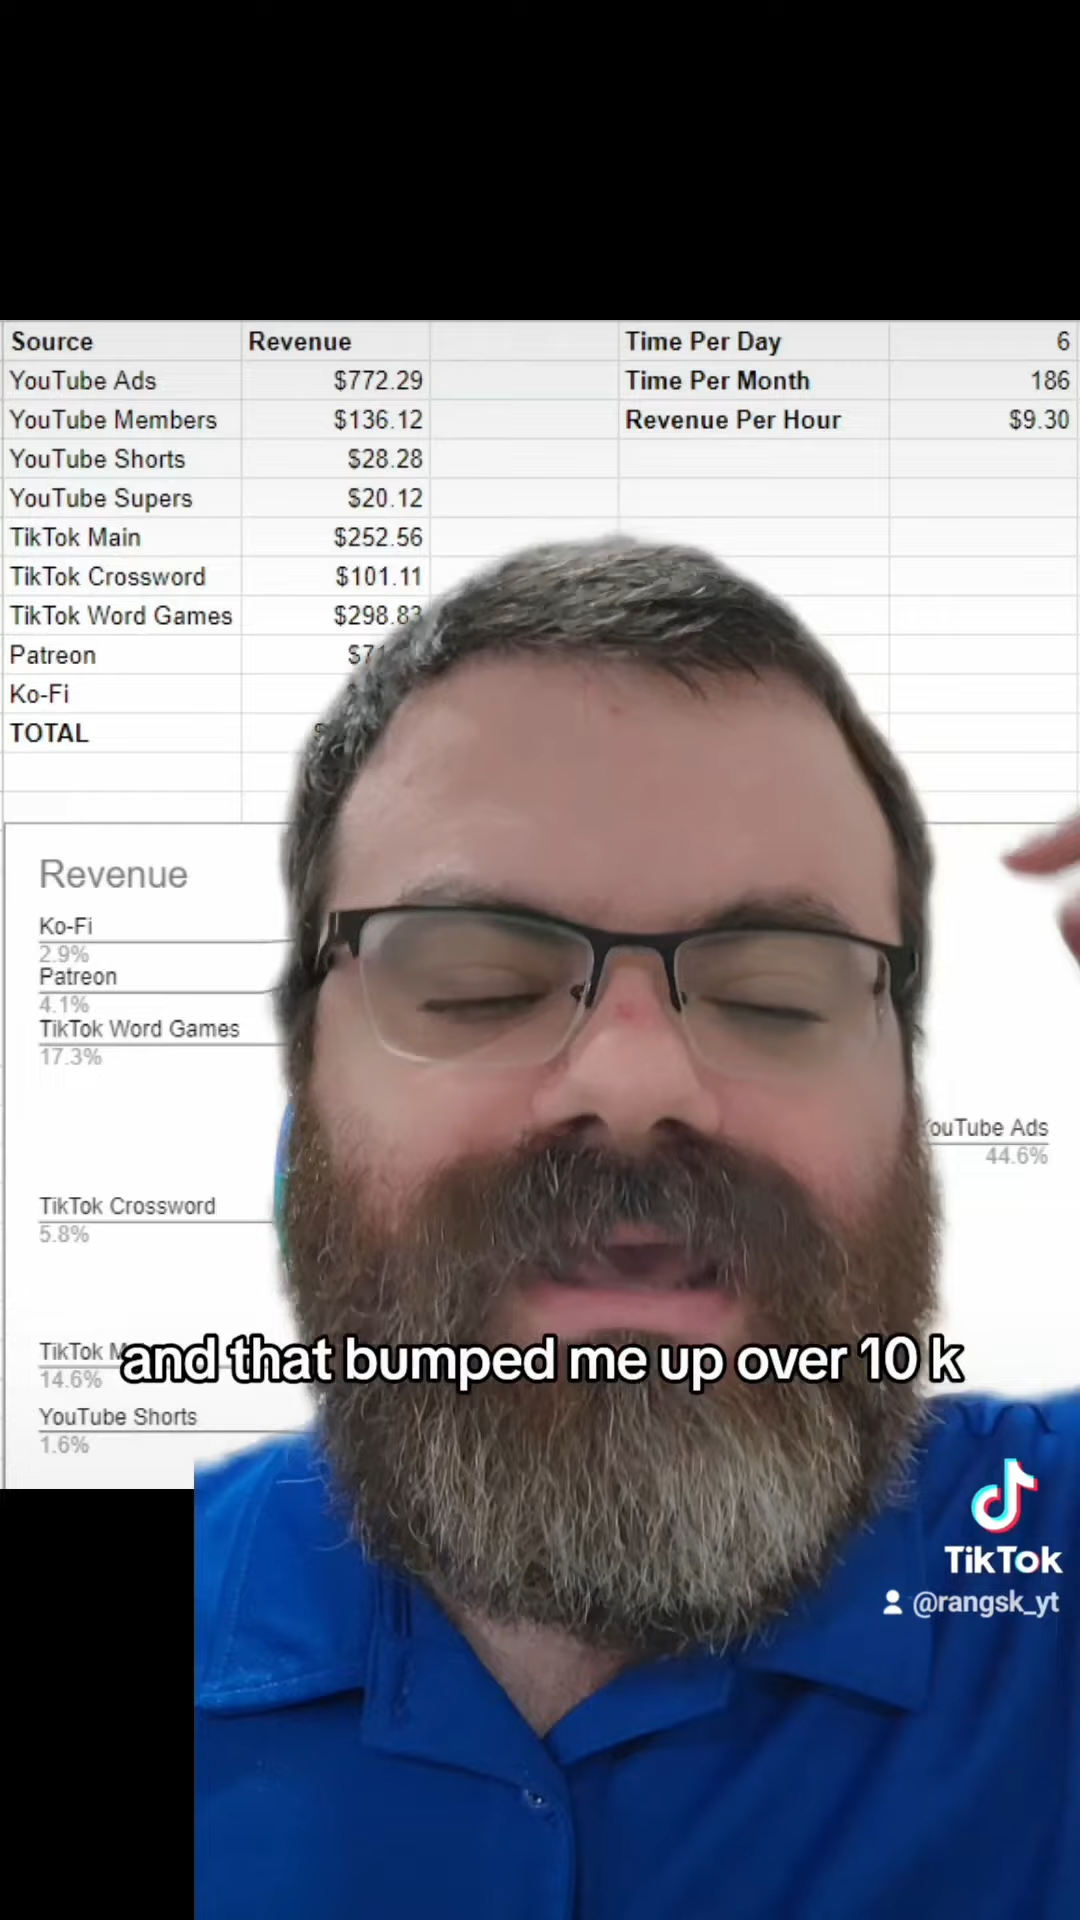 Source Revenue Time Per Day 6
YouTube Ads $772.29 Time Per Month 186
YouTube Members $136.12 Revenue Per Hour $9.30
YouTube Shorts $28.28
YouTube Supers $20.12
TikTok Main $252.56
TikTok Crossword $101.11
TikTok Word Games $298.83
Patreon
Ko-Fi
TOTAL
Revenue
Ko-Fi
2.9%
Patreon
4.1%
TikTok Word Games
17.3%
YouTube Ads
44.6%
TikTok Crossword
5.8%
TikTok
14.6%
and that bumped me up over 10 k
YouTube Shorts
1.6%
TikTok
@rangsk_yt